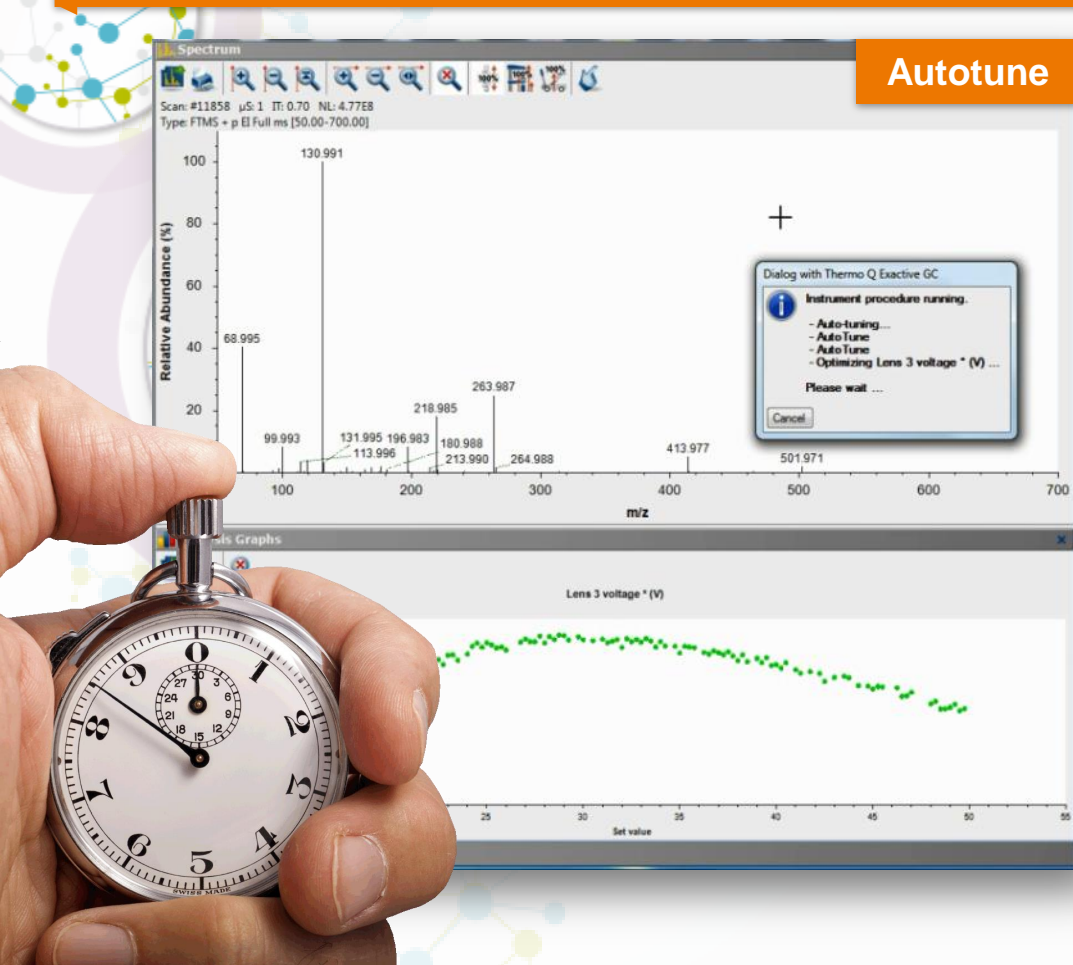 Spectrum
Autotune
Scan: #11858 µS: 1 IT: 0.70 NL: 4.77E8
Type: FTMS + p EI Full ms [50.00-700.00]
130.991
100
80
60
40
20
Relative Abundance (%)
68.995
263.987
218.985
99.993
131.995
196.983
180.988
113.996
213.990
264.988
413.977
501.971
100 200 300 400 500 600 700
m/z
Dialog with Thermo Q Exactive GC
Instrument procedure running.
- Auto-tuning...
- AutoTune
- AutoTune
- Optimizing Lens 3 voltage * (V) ...
Please wait ...
Cancel
Graphs
Lens 3 voltage * (V)
25 30 35 40 45 50 55
Set value
0
1
2
3
4
5
6
7
8
9
30
3
6
9
12
15
18
21
24
27
SWISS MADE